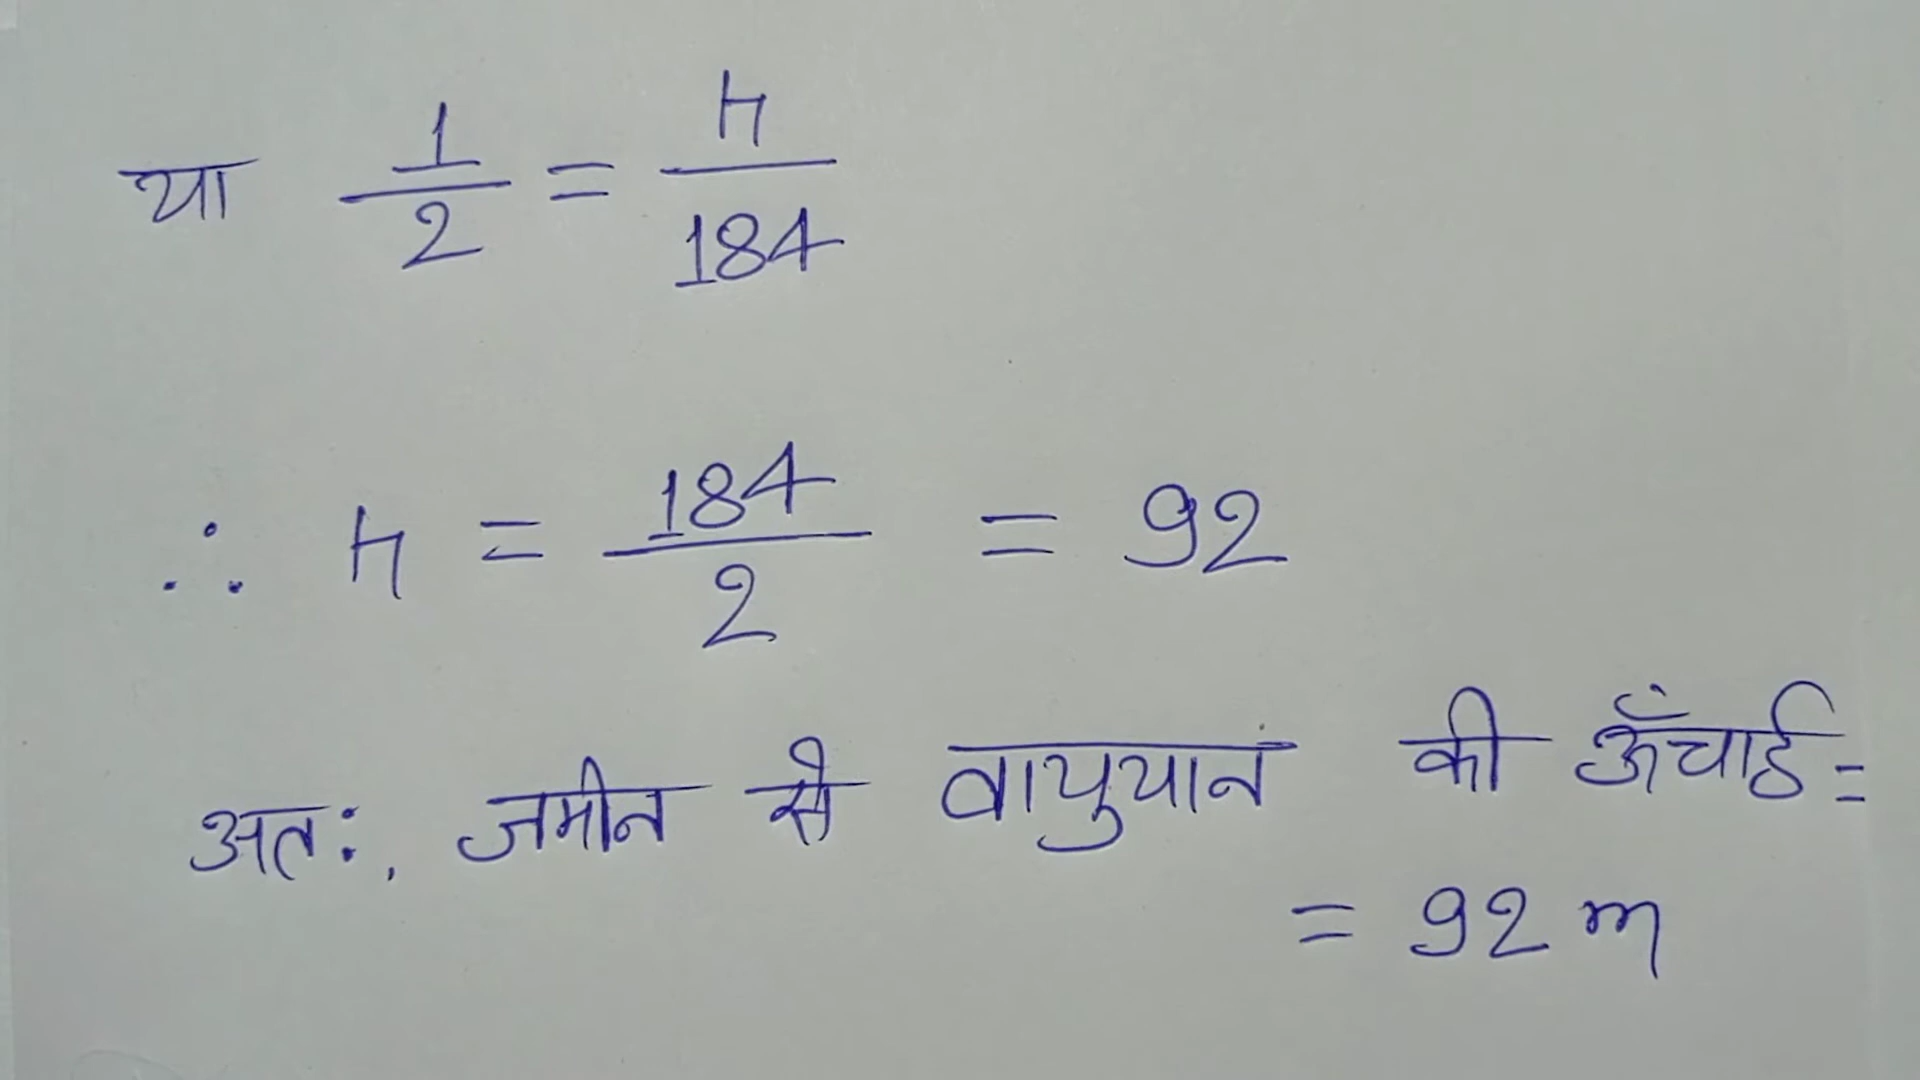 या 1/2 = h/184
∴ h = 184/2 = 92
अतः, जमीन से वायुयान की ऊँचाई =
= 92 m